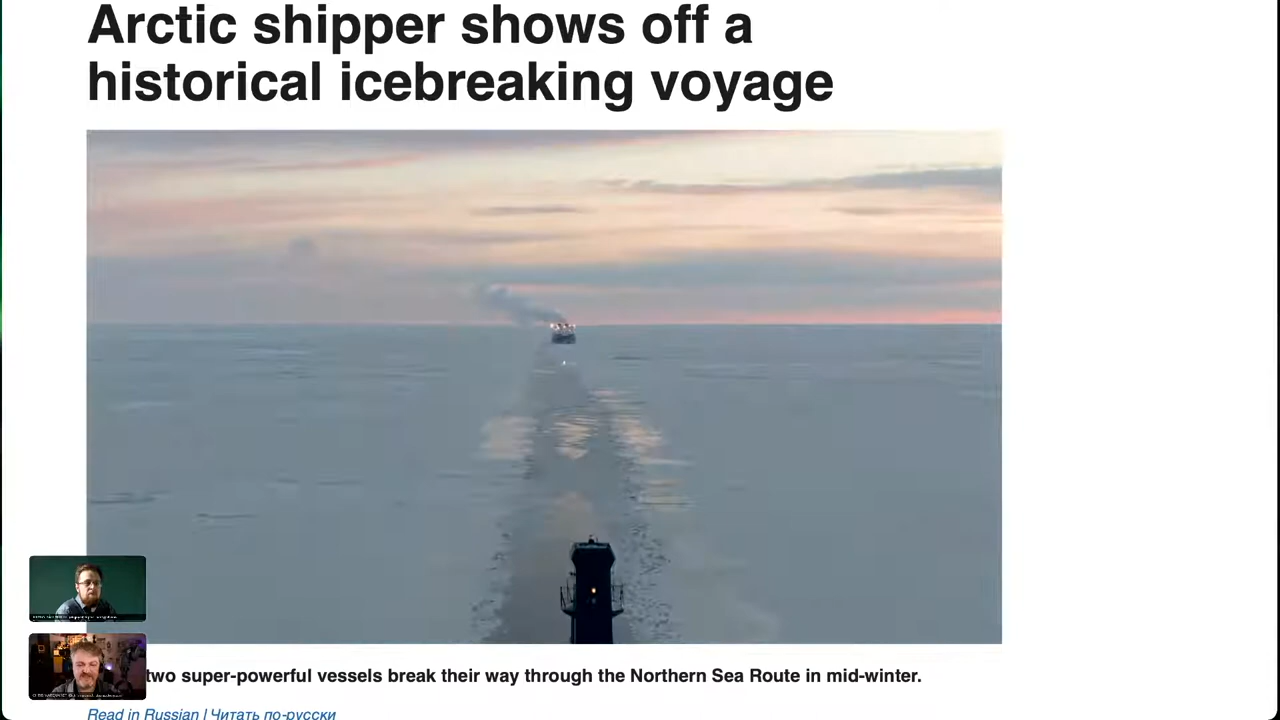 Arctic shipper shows off a
historical icebreaking voyage
two super-powerful vessels break their way through the Northern Sea Route in mid-winter.
Read in Russian | Читать по-русски